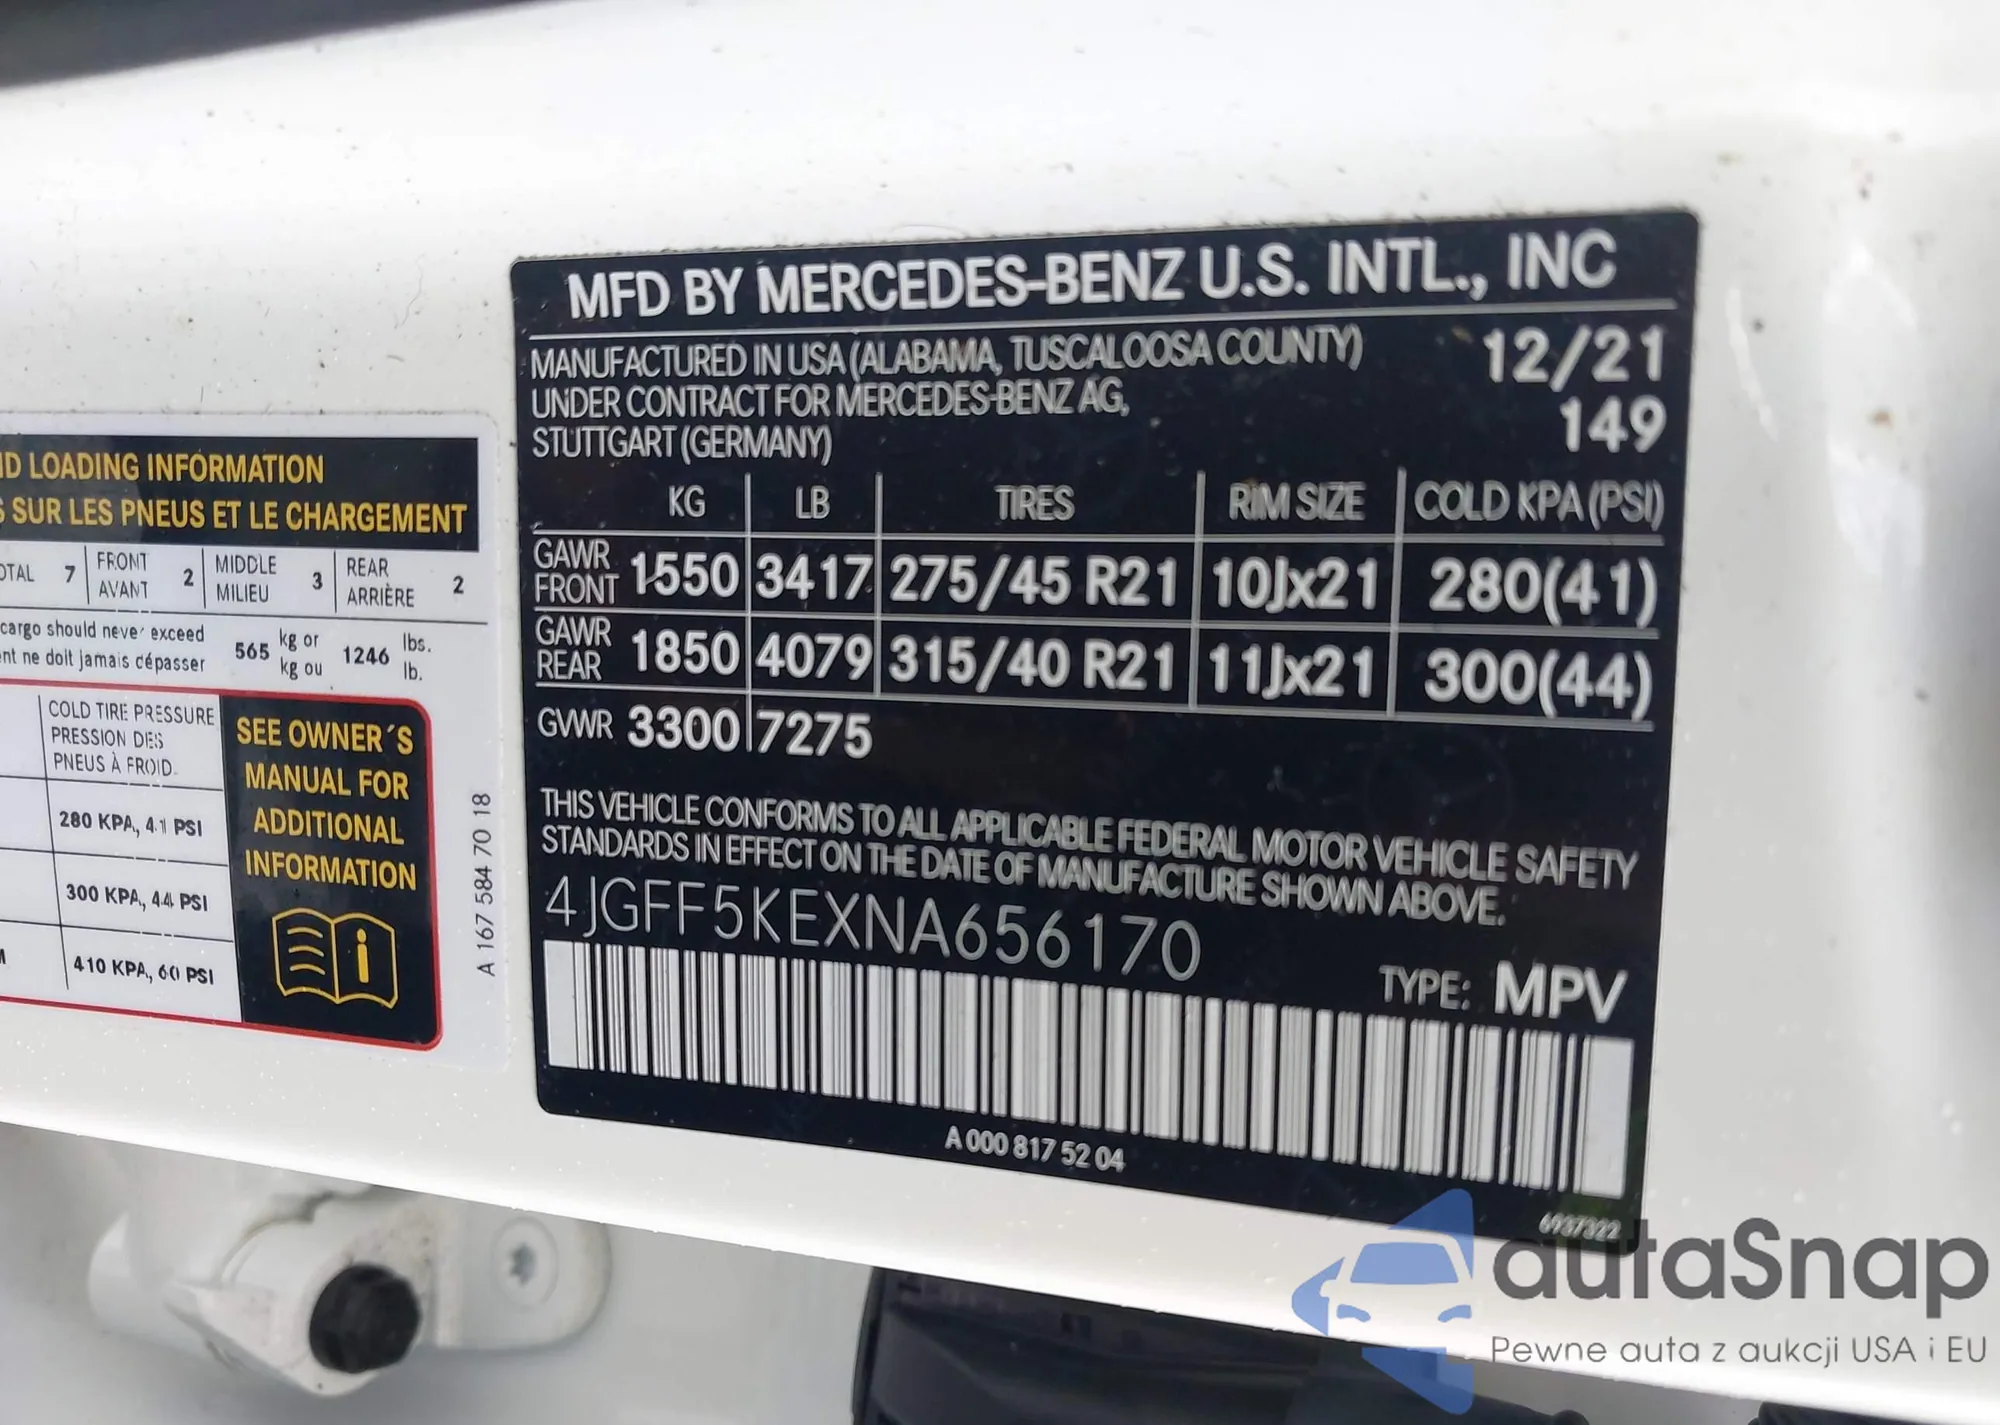 MFD BY MERCEDES-BENZ U.S. INTL., INC
MANUFACTURED IN USA (ALABAMA, TUSCALOOSA COUNTY) 12/21
UNDER CONTRACT FOR MERCEDES-BENZ AG, 149
STUTTGART (GERMANY)
KG LB TIRES RIM SIZE COLD KPA (PSI)
GAWR FRONT 1550 3417 275/45 R21 10Jx21 280(41)
GAWR REAR 1850 4079 315/40 R21 11Jx21 300(44)
GVWR 3300 7275
THIS VEHICLE CONFORMS TO ALL APPLICABLE FEDERAL MOTOR VEHICLE SAFETY
STANDARDS IN EFFECT ON THE DATE OF MANUFACTURE SHOWN ABOVE.
4JGFF5KEXNA656170
TYPE: MPV
A 000 817 52 04
6937322
LOADING INFORMATION
SUR LES PNEUS ET LE CHARGEMENT
7 FRONT AVANT 2 MIDDLE MILIEU 3 REAR ARRIÈRE 2
cargo should never exceed 565 kg or 1246 lbs.
ne doit jamais dépasser kg ou lb.
COLD TIRE PRESSURE
PRESSION DES
PNEUS À FROID
280 KPA, 41 PSI
300 KPA, 44 PSI
410 KPA, 60 PSI
SEE OWNER´S
MANUAL FOR
ADDITIONAL
INFORMATION
A 167 584 70 18
autaSnap
Pewne auta z aukcji USA i EU